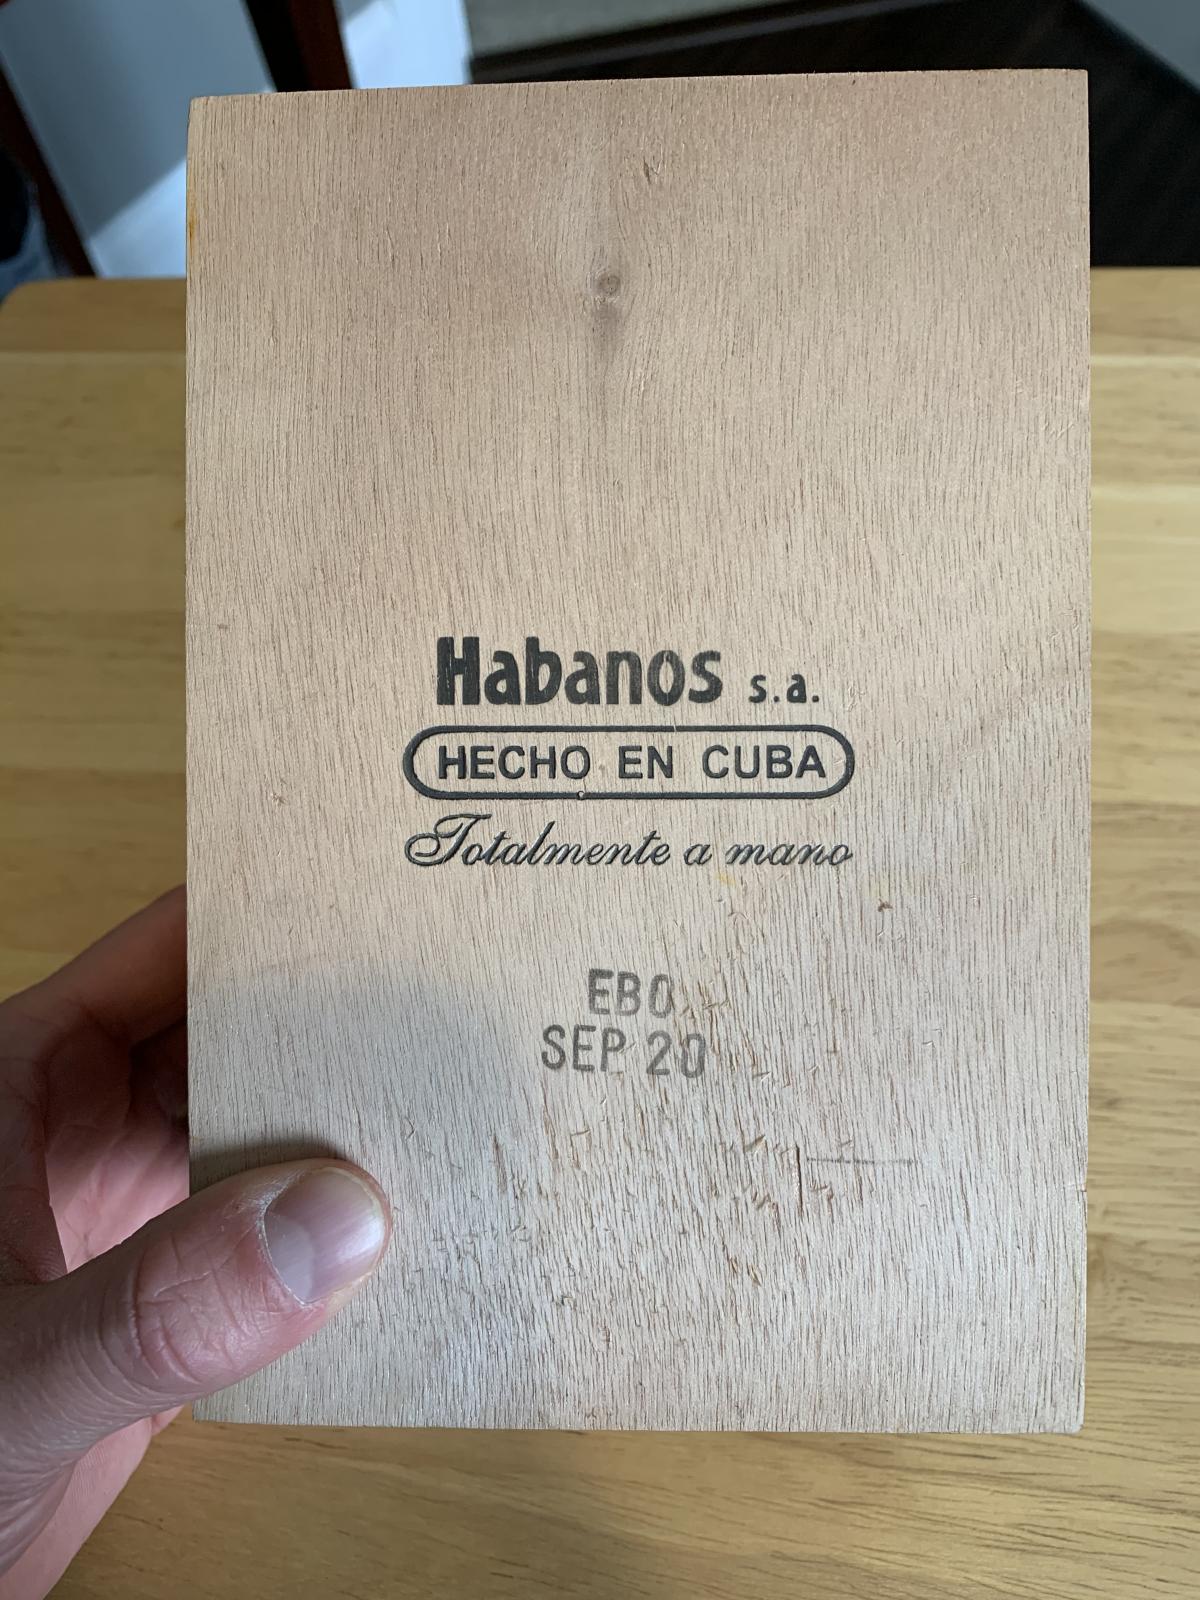 Habanos s.a.
HECHO EN CUBA
Totalmente a mano
EBO
SEP 20